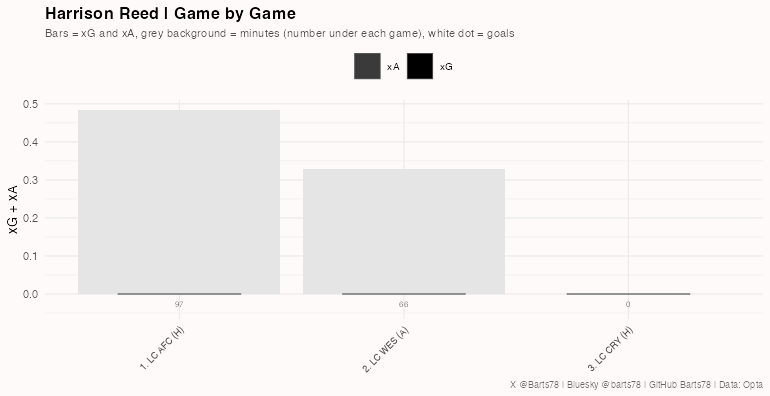 Harrison Reed | Game by Game
Bars = xG and xA, grey background = minutes (number under each game), white dot = goals
xA xG
xG + xA
0.5
0.4
0.3
0.2
0.1
0.0
97 66 0
1. LC AFC (H) 2. LC WES (A) 3. LC CRY (H)
X @Barts78 | Bluesky @barts78 | GitHub Barts78 | Data: Opta